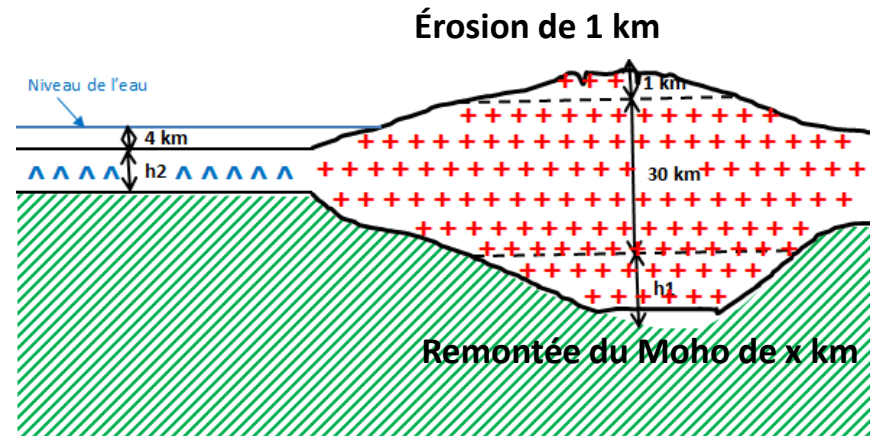 Érosion de 1 km
Niveau de l'eau
1 km
4 km
h2
30 km
h1
Remontée du Moho de x km